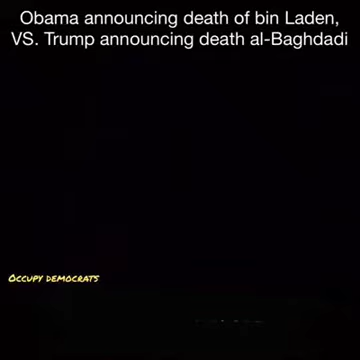 Obama announcing death of bin Laden,
VS. Trump announcing death al-Baghdadi
Occupy Democrats